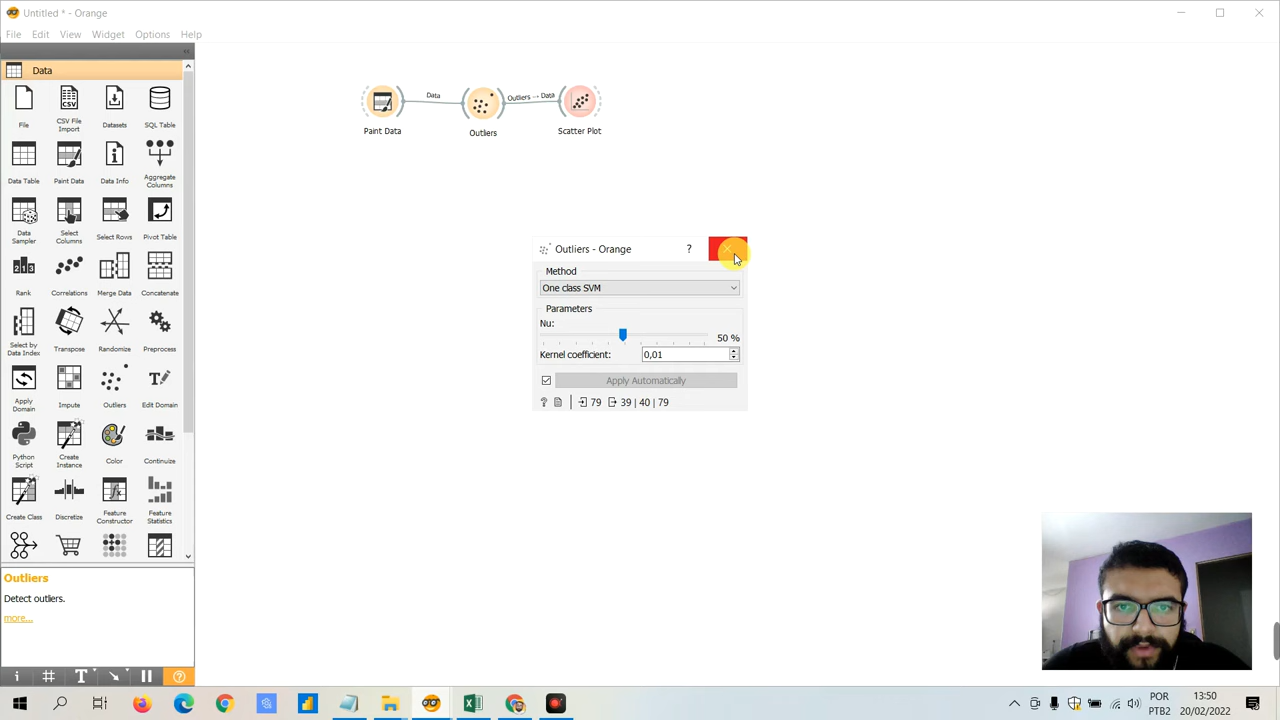 Untitled * - Orange
File Edit View Widget Options Help
Data
File
CSV File
Import
Datasets
SQL Table
Data Table
Paint Data
Data Info
Aggregate
Columns
Data
Sampler
Select
Columns
Select Rows
Pivot Table
Rank
Correlations
Merge Data
Concatenate
Select by
Data Index
Transpose
Randomize
Preprocess
Apply
Domain
Impute
Outliers
Edit Domain
Python
Script
Create
Instance
Color
Continuize
Create Class
Discretize
Feature
Constructor
Feature
Statistics
Outliers
Detect outliers.
more...
Data
Outliers → Data
Paint Data
Outliers
Scatter Plot
Outliers - Orange ?
Method
One class SVM
Parameters
Nu:
50 %
Kernel coefficient: 0,01
Apply Automatically
79 39 | 40 | 79
POR
PTB2
13:50
20/02/2022